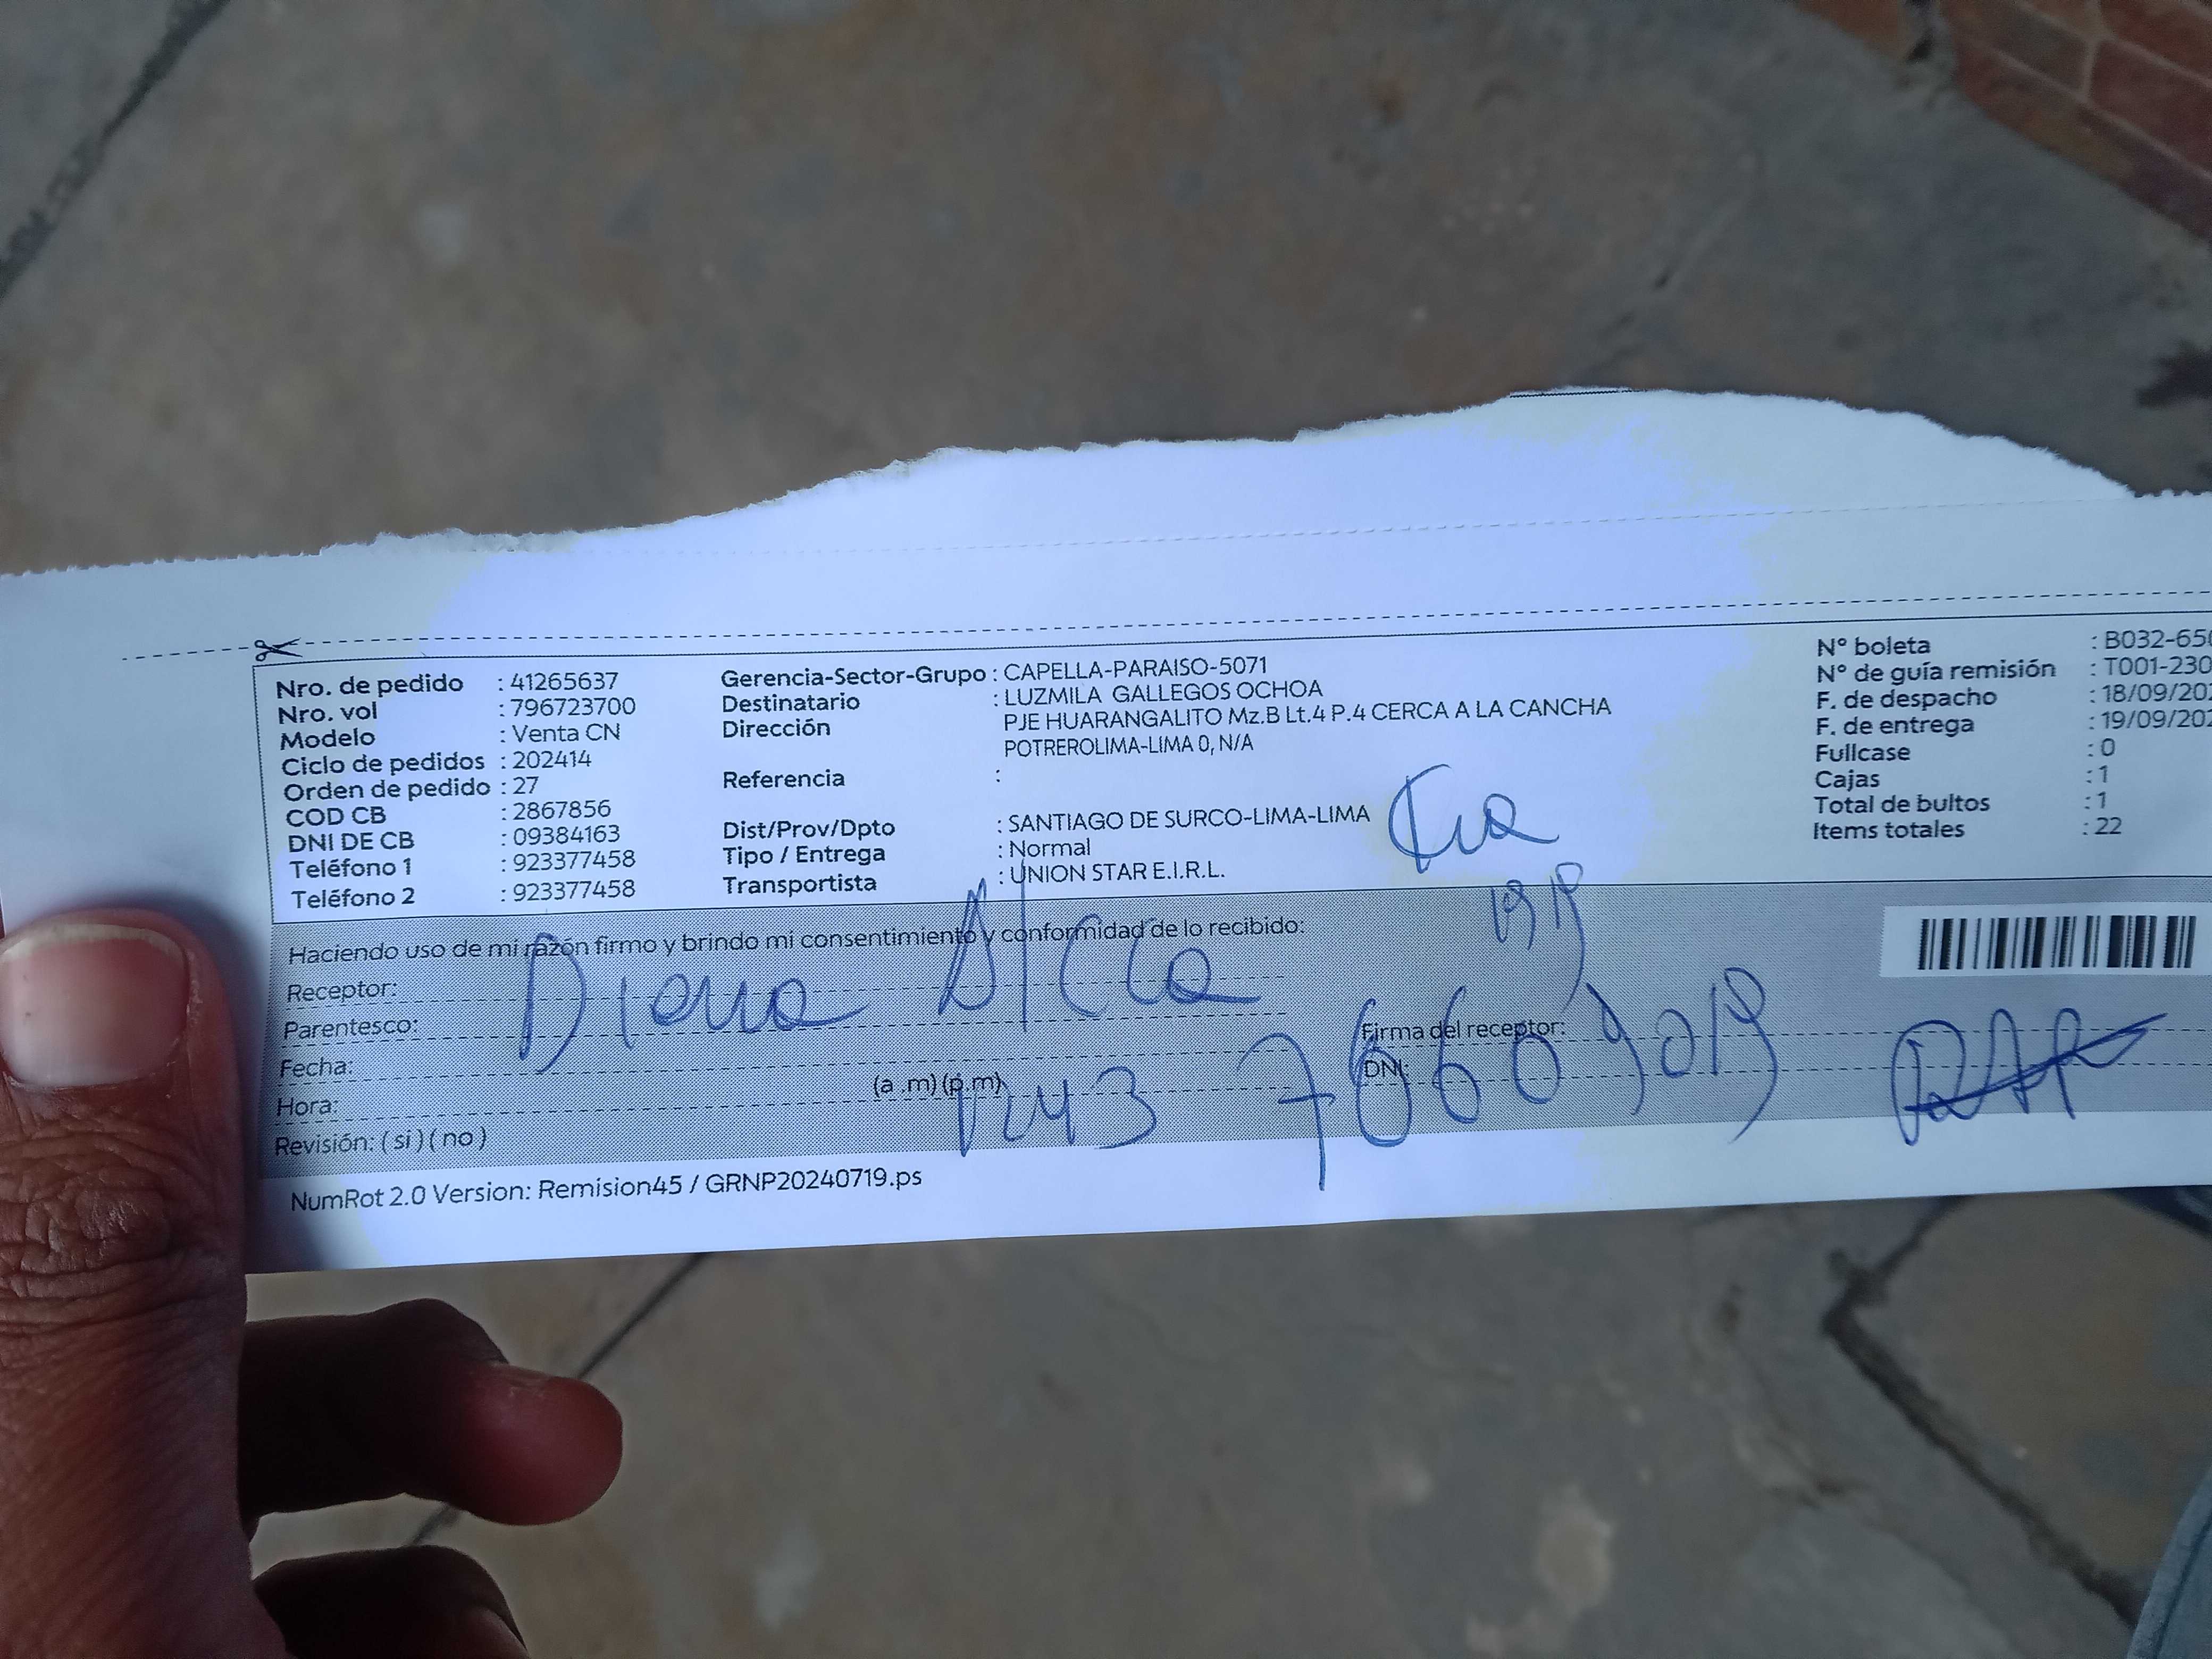 Nro. de pedido : 41265637
Nro. vol : 796723700
Modelo : Venta CN
Ciclo de pedidos : 202414
Orden de pedido : 27
COD CB : 2867856
DNI DE CB : 09384163
Teléfono 1 : 923377458
Teléfono 2 : 923377458
Gerencia-Sector-Grupo : CAPELLA-PARAISO-5071
Destinatario : LUZMILA GALLEGOS OCHOA
Dirección PJE HUARANGALITO Mz.B Lt.4 P.4 CERCA A LA CANCHA
POTREROLIMA-LIMA 0, N/A
Referencia :
Dist/Prov/Dpto : SANTIAGO DE SURCO-LIMA-LIMA
Tipo / Entrega : Normal
Transportista : UNION STAR E.I.R.L.
N° boleta : B032-650
N° de guía remisión : T001-230
F. de despacho : 18/09/202
F. de entrega : 19/09/202
Fullcase : 0
Cajas : 1
Total de bultos : 1
Items totales : 22
Haciendo uso de mi razón firmo y brindo mi consentimiento y conformidad de lo recibido:
Receptor: Diana
Parentesco:
Fecha:
Hora: (a .m) (p.m) 1243
Revisión: ( si ) ( no )
Firma del receptor:
DNI:
NumRot 2.0 Version: Remision45 / GRNP20240719.ps